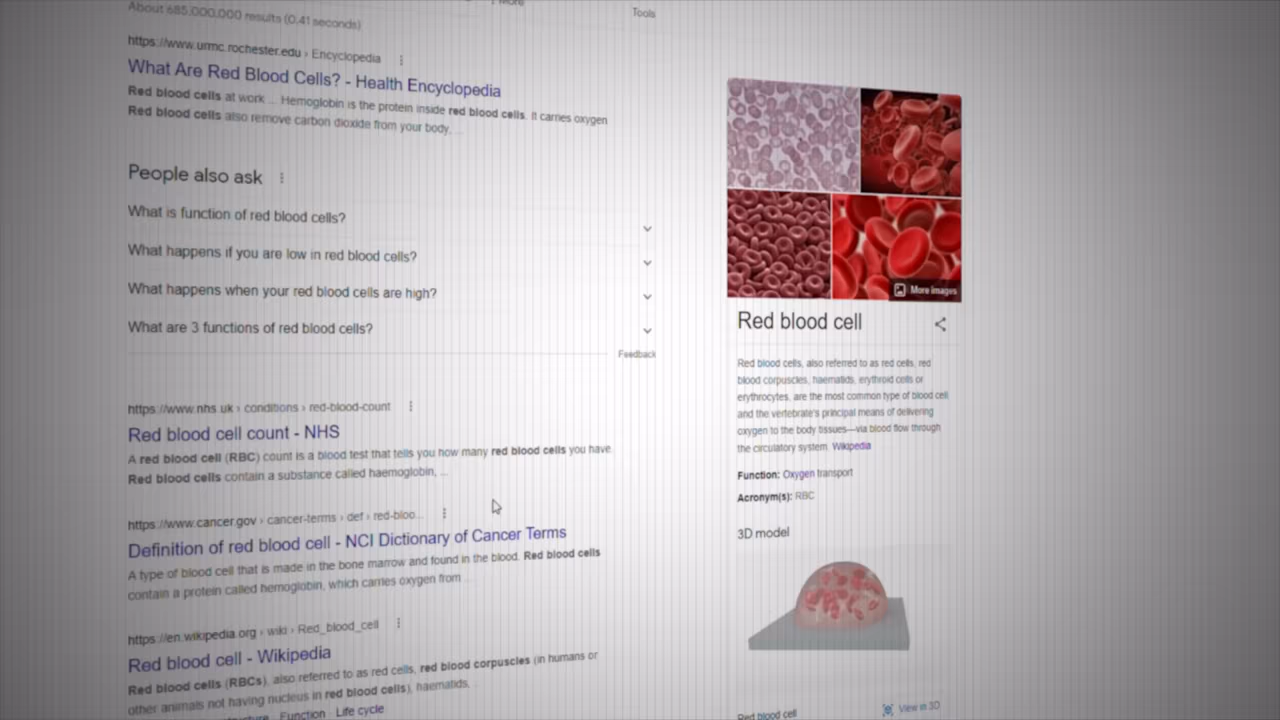 About 685,000,000 results (0.41 seconds)
Tools
https://www.urmc.rochester.edu › Encyclopedia
What Are Red Blood Cells? - Health Encyclopedia
Red blood cells at work ... Hemoglobin is the protein inside red blood cells. It carries oxygen
Red blood cells also remove carbon dioxide from your body, ...
People also ask
What is function of red blood cells?
What happens if you are low in red blood cells?
What happens when your red blood cells are high?
What are 3 functions of red blood cells?
Feedback
https://www.nhs.uk › conditions › red-blood-count
Red blood cell count - NHS
A red blood cell (RBC) count is a blood test that tells you how many red blood cells you have.
Red blood cells contain a substance called haemoglobin, ...
https://www.cancer.gov › cancer-terms › def › red-bloo...
Definition of red blood cell - NCI Dictionary of Cancer Terms
A type of blood cell that is made in the bone marrow and found in the blood. Red blood cells
contain a protein called hemoglobin, which carries oxygen from ...
https://en.wikipedia.org › wiki › Red_blood_cell
Red blood cell - Wikipedia
Red blood cells (RBCs), also referred to as red cells, red blood corpuscles (in humans or
other animals not having nucleus in red blood cells), haematids, ...
Function · Life cycle
More images
Red blood cell
Red blood cells, also referred to as red cells, red
blood corpuscles, haematids, erythroid cells or
erythrocytes, are the most common type of blood cell
and the vertebrate's principal means of delivering
oxygen to the body tissues—via blood flow through
the circulatory system. Wikipedia
Function: Oxygen transport
Acronym(s): RBC
3D model
Red blood cell
View in 3D